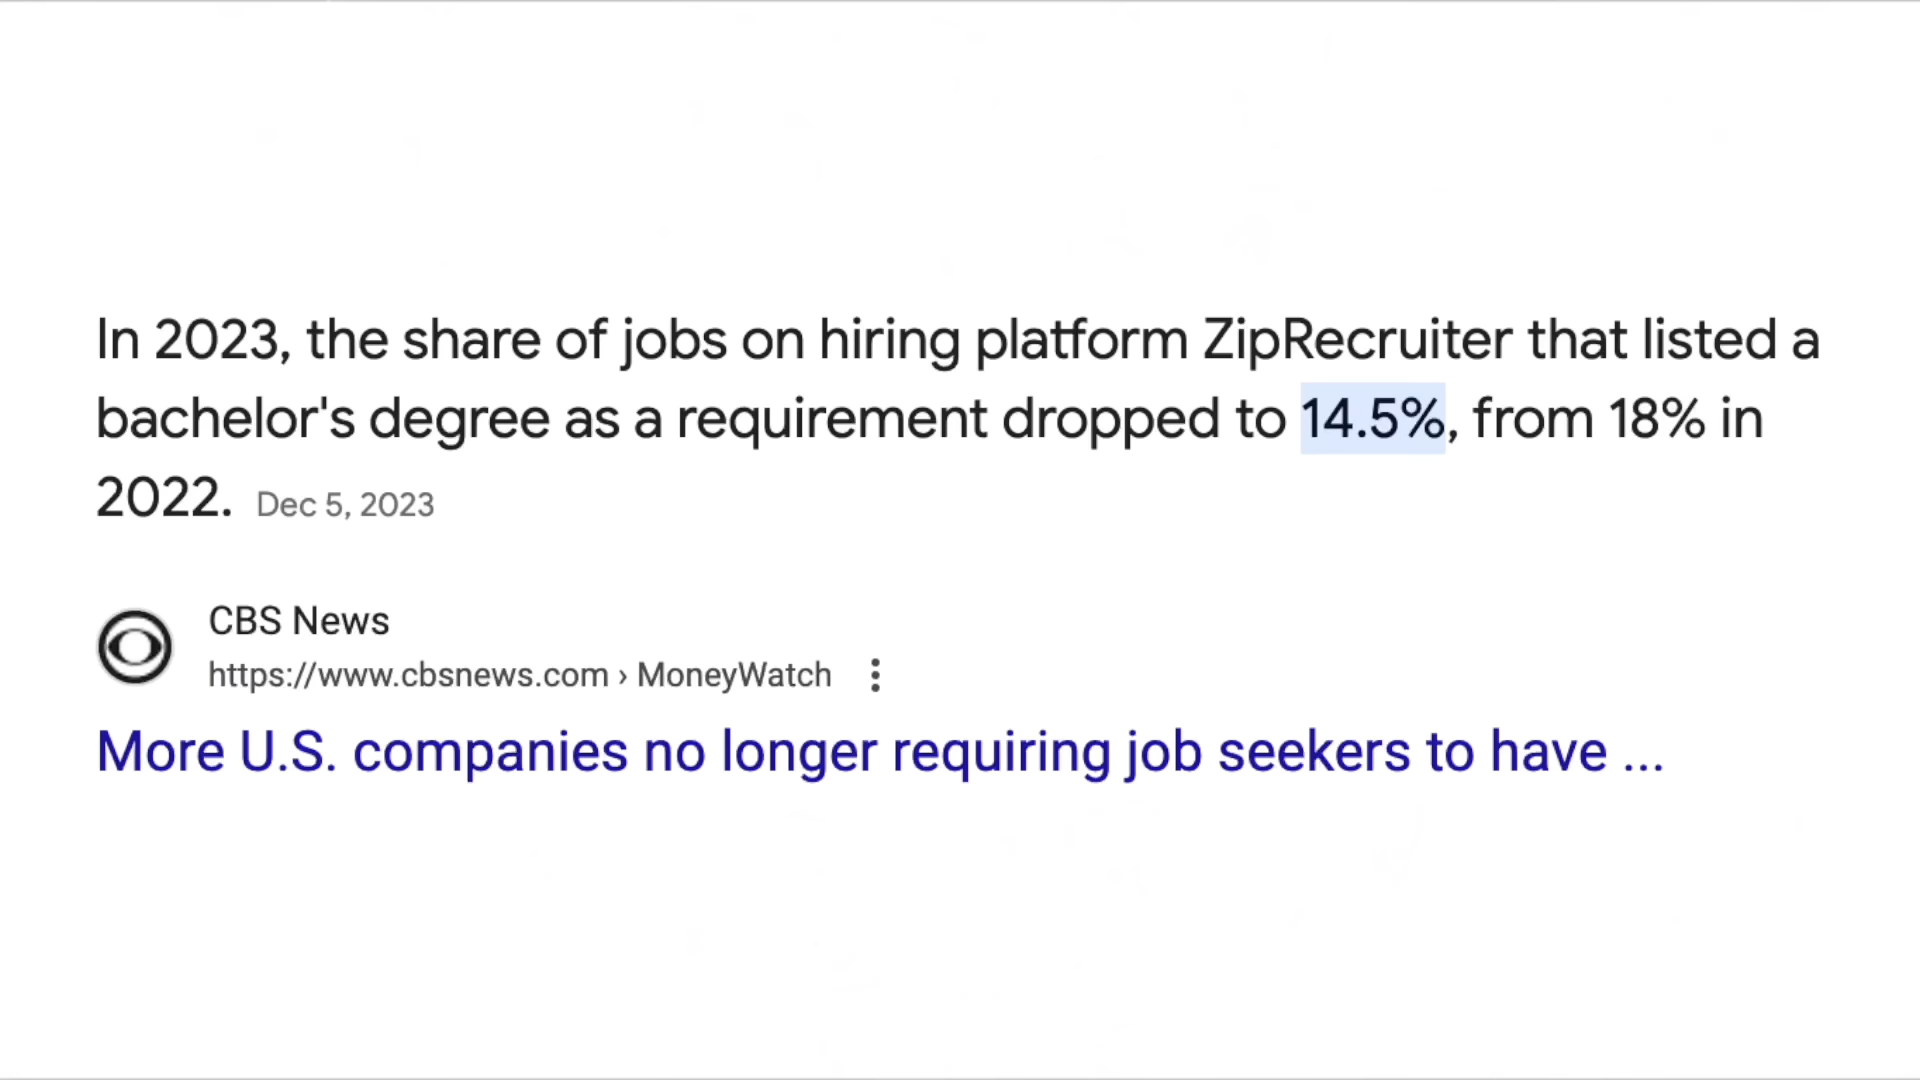 In 2023, the share of jobs on hiring platform ZipRecruiter that listed a
bachelor's degree as a requirement dropped to 14.5%, from 18% in
2022. Dec 5, 2023
CBS News
https://www.cbsnews.com › MoneyWatch
More U.S. companies no longer requiring job seekers to have ...